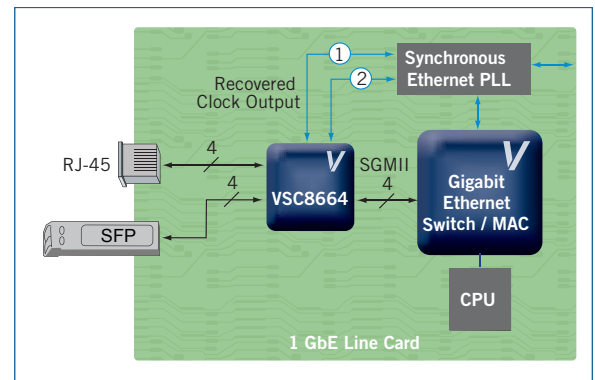 1
2
Synchronous
Ethernet PLL
Recovered
Clock Output
RJ-45
4
4
V
VSC8664
SGMII
4
V
Gigabit
Ethernet
Switch / MAC
SFP
CPU
1 GbE Line Card